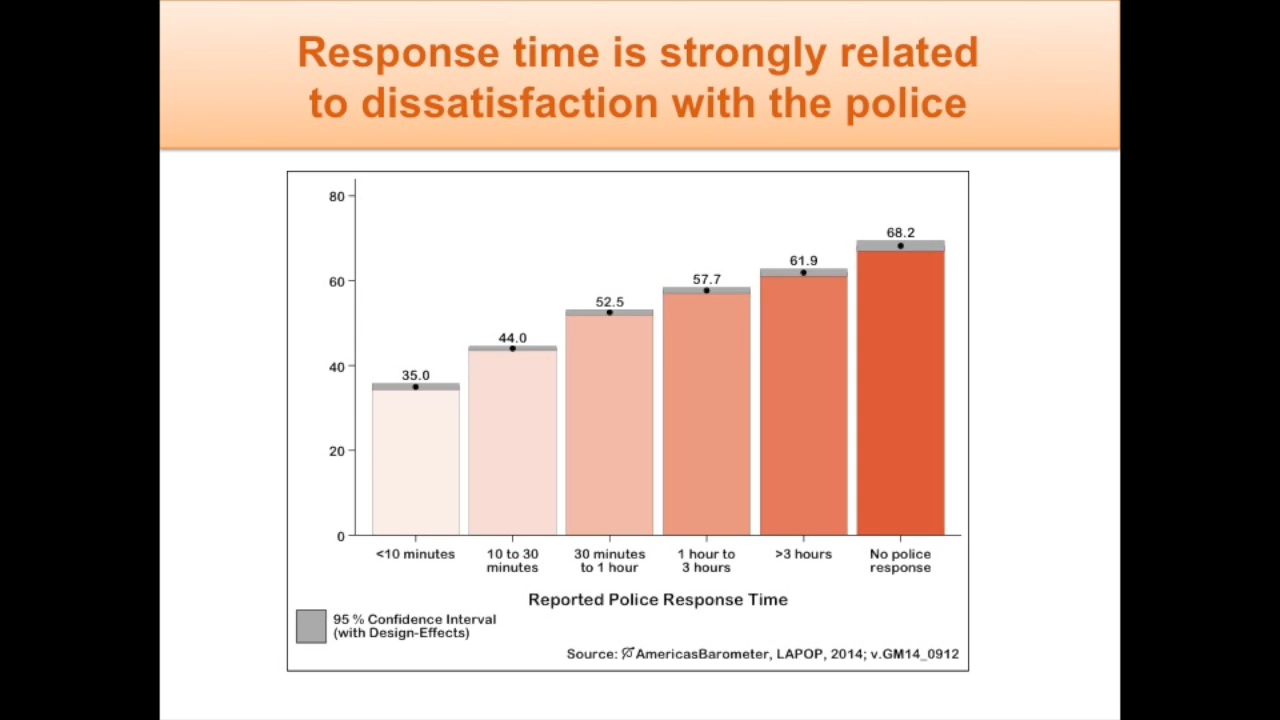 Response time is strongly related
to dissatisfaction with the police
80
60
40
20
0
35.0
44.0
52.5
57.7
61.9
68.2
<10 minutes
10 to 30
minutes
30 minutes
to 1 hour
1 hour to
3 hours
>3 hours
No police
response
Reported Police Response Time
95 % Confidence Interval
(with Design-Effects)
Source: AmericasBarometer, LAPOP, 2014; v.GM14_0912